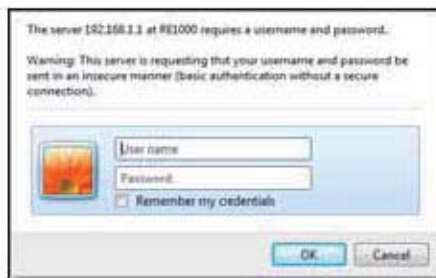 The server 192.168.1.1 at RE1000 requires a username and password.
Warning: This server is requesting that your username and password be
sent in an insecure manner (basic authentication without a secure
connection).
User name
Password
Remember my credentials
OK
Cancel